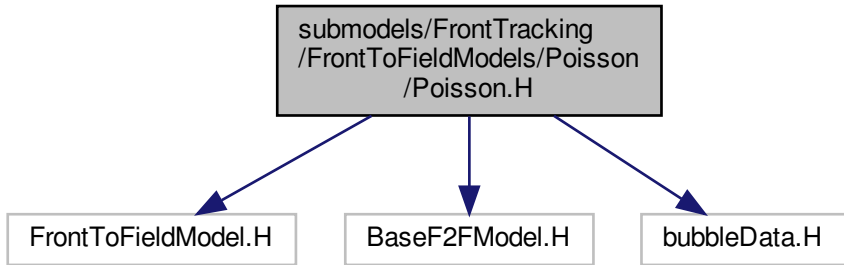 submodels/FrontTracking
/FrontToFieldModels/Poisson
/Poisson.H
FrontToFieldModel.H
BaseF2FModel.H
bubbleData.H